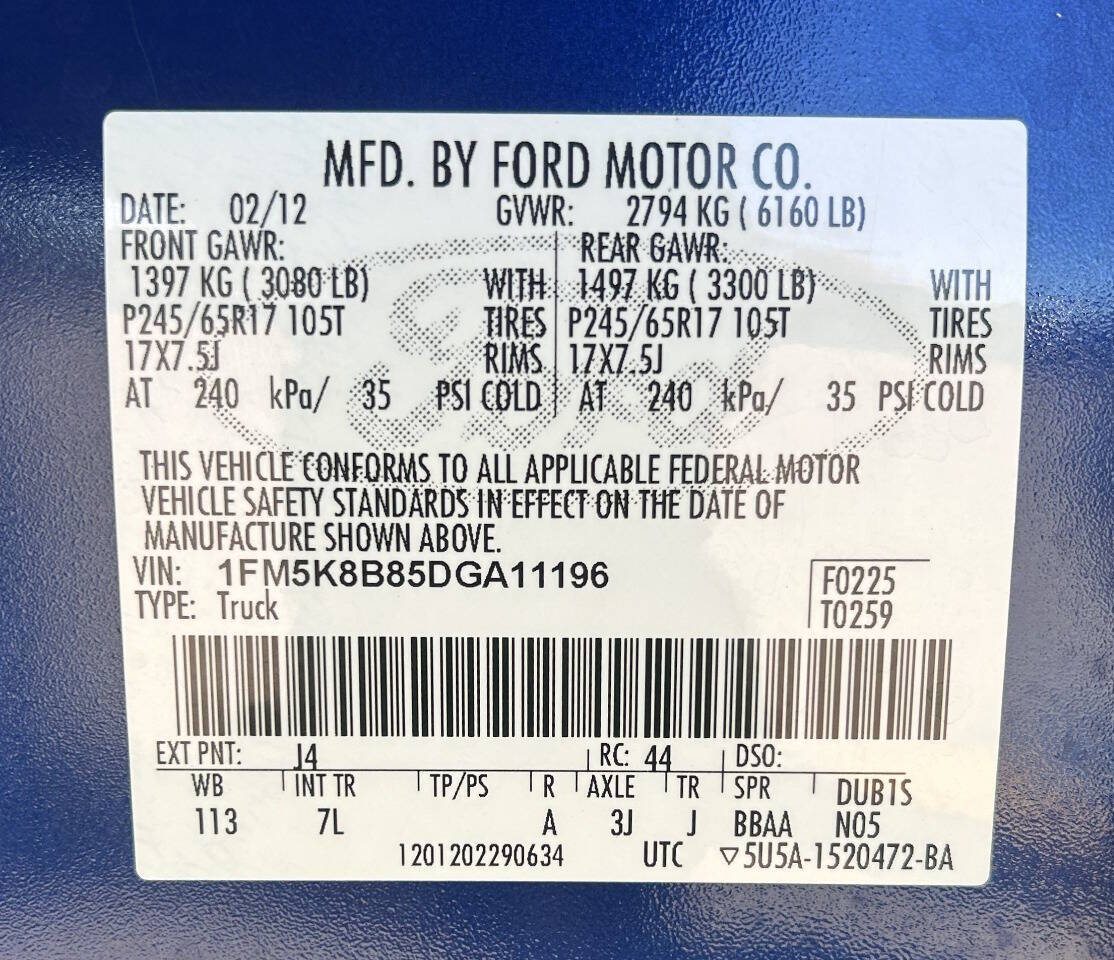 MFD. BY FORD MOTOR CO.
DATE: 02/12 GVWR: 2794 KG ( 6160 LB)
FRONT GAWR: REAR GAWR:
1397 KG ( 3080 LB) WITH 1497 KG ( 3300 LB) WITH
P245/65R17 105T TIRES P245/65R17 105T TIRES
17X7.5J RIMS 17X7.5J RIMS
AT 240 kPa/ 35 PSI COLD AT 240 kPa/ 35 PSI COLD
Ford
THIS VEHICLE CONFORMS TO ALL APPLICABLE FEDERAL MOTOR
VEHICLE SAFETY STANDARDS IN EFFECT ON THE DATE OF
MANUFACTURE SHOWN ABOVE.
VIN: 1FM5K8B85DGA11196 F0225
TYPE: Truck T0259
EXT PNT: J4 RC: 44 DSO:
WB INT TR TP/PS R AXLE TR SPR DUB1S
113 7L A 3J J BBAA N05
1201202290634 UTC ▽5U5A-1520472-BA